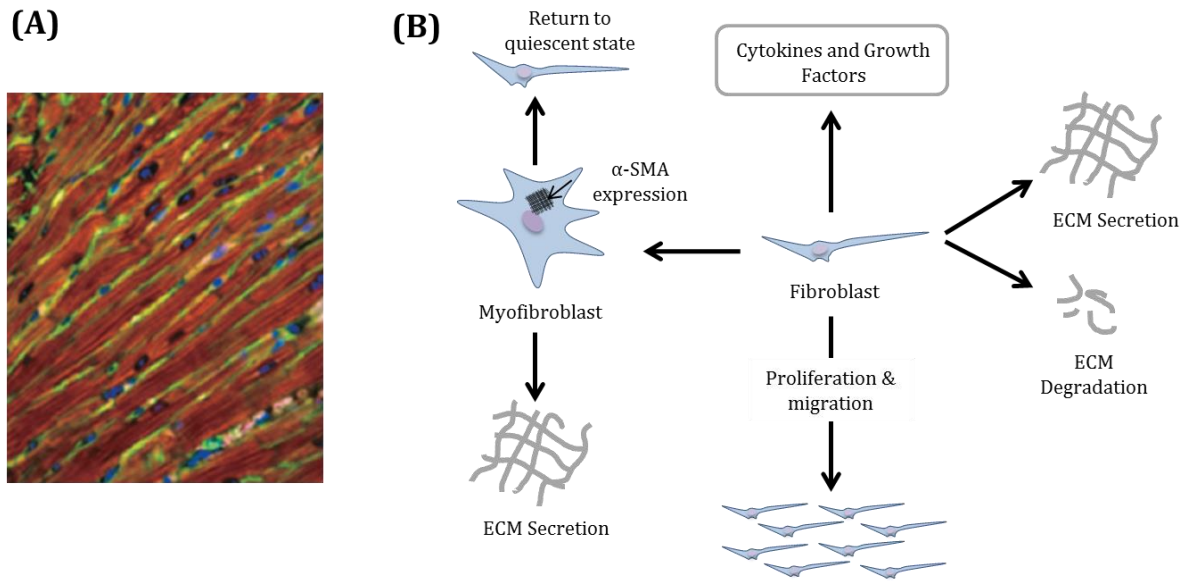 (A)
(B)
Return to
quiescent state
α-SMA
expression
Myofibroblast
ECM Secretion
Cytokines and Growth
Factors
Fibroblast
Proliferation &
migration
ECM Secretion
ECM
Degradation